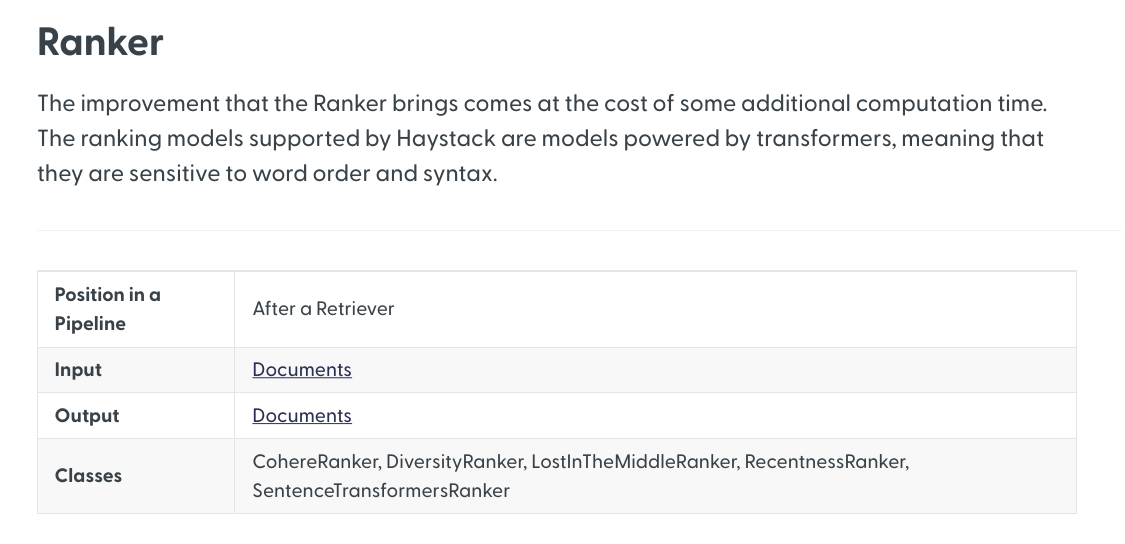 Ranker
The improvement that the Ranker brings comes at the cost of some additional computation time.
The ranking models supported by Haystack are models powered by transformers, meaning that
they are sensitive to word order and syntax.
Position in a
Pipeline
After a Retriever
Input
Documents
Output
Documents
Classes
CohereRanker, DiversityRanker, LostInTheMiddleRanker, RecentnessRanker,
SentenceTransformersRanker